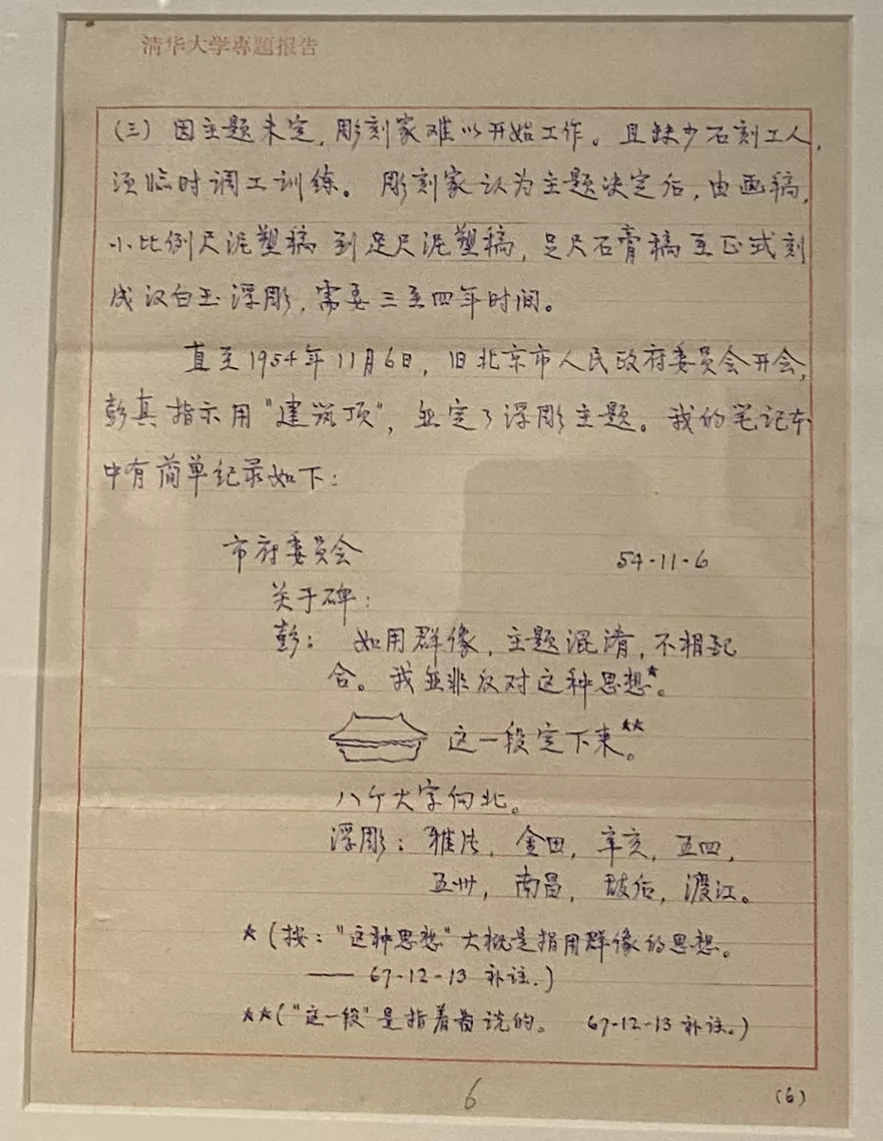 清华大学專題报告
(三) 因主题未定,彫刻家难以开始工作。且缺少石刻工人,
须临时调工训练。彫刻家认为主题决定后,由画稿,
小比例尺泥塑稿到足尺泥塑稿,足尺石膏稿至正式刻
成汉白玉浮彫,需要三至四年时间。
直至1954年11月6日,旧北京市人民政府委员会开会,
彭真指示用"建筑顶",並定了浮彫主题。我的笔记本
中有简单纪录如下:
市府委员会 54-11-6
关于碑:
彭: 如用群像,主题混淆,不相配
合。我並非反对这种思想★。
这一段定下来★★。
八个大字向北。
浮彫:雅片,金田,辛亥,五四,
五卅,南昌,敌后,渡江。
★(按:"这种思想"大概是指用群像的思想。
—— 67-12-13 补註.)
★★("这一段"是指着图说的。 67-12-13 补註。)
6 (6)